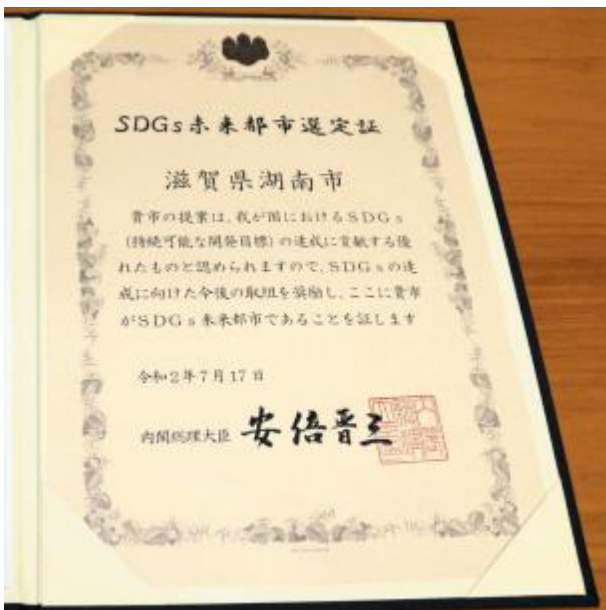 SDGs未来都市選定証
滋賀県湖南市
貴市の提案は、我が国におけるSDGs
(持続可能な開発目標)の達成に貢献する優
れたものと認められますので、SDGsの達
成に向けた今後の取組を奨励し、ここに貴市
がSDGs未来都市であることを証します
令和2年7月17日
内閣総理大臣 安倍晋三